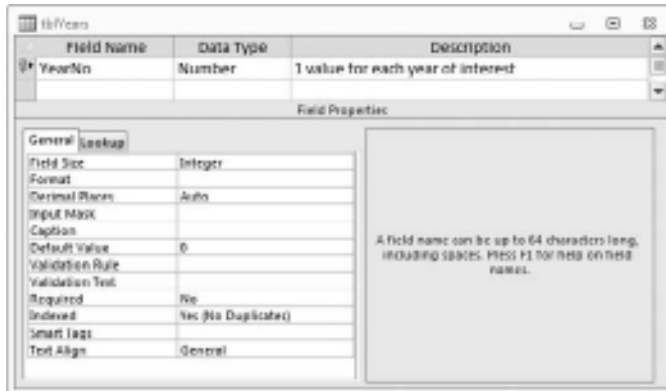 tblYears
Field Name Data Type Description
YearNo Number 1 value for each year of interest
Field Properties
General Lookup
Field Size Integer
Format
Decimal Places Auto
Input Mask
Caption
Default Value 0
Validation Rule
Validation Text
Required No
Indexed Yes (No Duplicates)
Smart Tags
Text Align General
A field name can be up to 64 characters long,
including spaces. Press F1 for help on field
names.